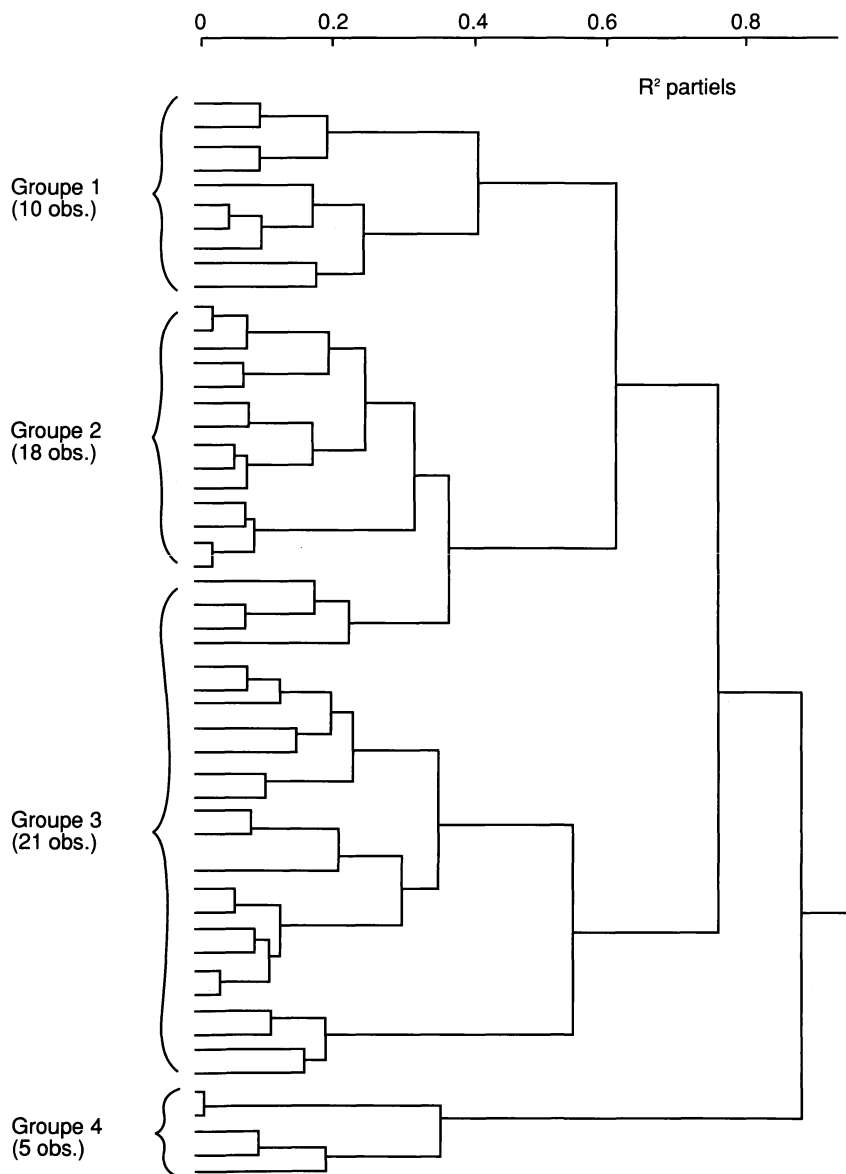 0 0.2 0.4 0.6 0.8
R² partiels
Groupe 1
(10 obs.)
Groupe 2
(18 obs.)
Groupe 3
(21 obs.)
Groupe 4
(5 obs.)